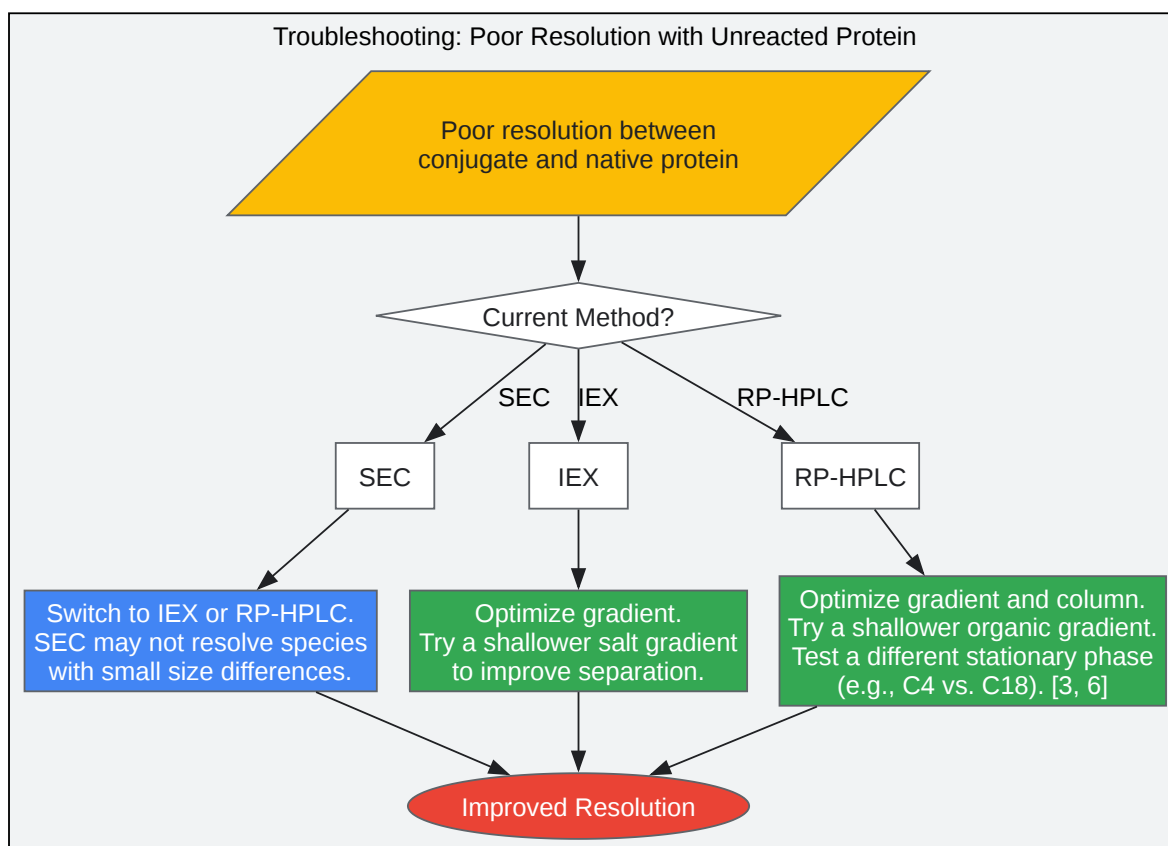 Troubleshooting: Poor Resolution with Unreacted Protein
Poor resolution between
conjugate and native protein
Current Method?
SEC
IEX
RP-HPLC
SEC
IEX
RP-HPLC
Switch to IEX or RP-HPLC.
SEC may not resolve species
with small size differences.
Optimize gradient.
Try a shallower salt gradient
to improve separation.
Optimize gradient and column.
Try a shallower organic gradient.
Test a different stationary phase
(e.g., C4 vs. C18). [3, 6]
Improved Resolution